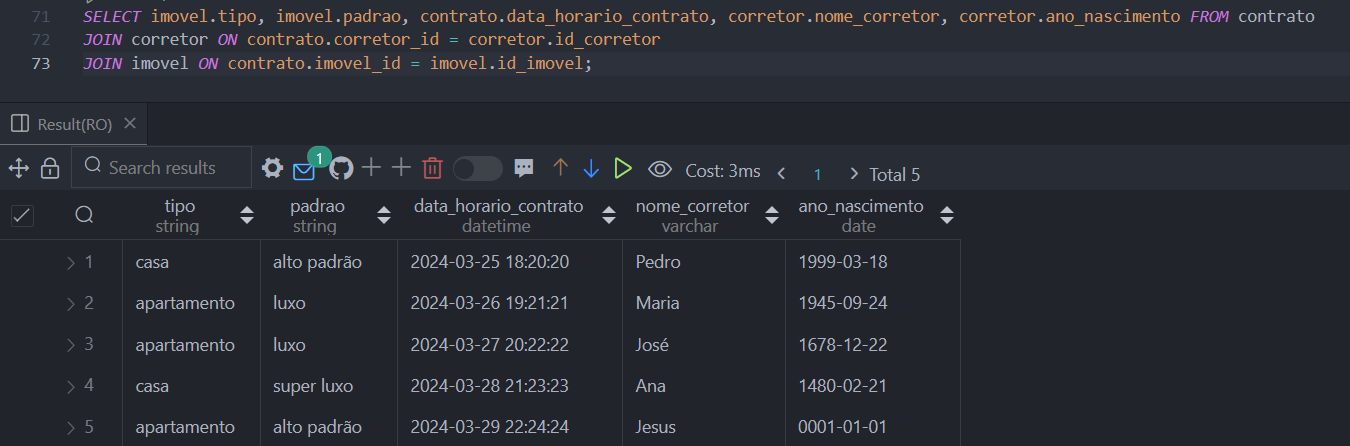 71 SELECT imovel.tipo, imovel.padrao, contrato.data_horario_contrato, corretor.nome_corretor, corretor.ano_nascimento FROM contrato
72 JOIN corretor ON contrato.corretor_id = corretor.id_corretor
73 JOIN imovel ON contrato.imovel_id = imovel.id_imovel;
Result(RO)
Search results 1 Cost: 3ms 1 Total 5
tipo padrao data_horario_contrato nome_corretor ano_nascimento
string string datetime varchar date
1 casa alto padrão 2024-03-25 18:20:20 Pedro 1999-03-18
2 apartamento luxo 2024-03-26 19:21:21 Maria 1945-09-24
3 apartamento luxo 2024-03-27 20:22:22 José 1678-12-22
4 casa super luxo 2024-03-28 21:23:23 Ana 1480-02-21
5 apartamento alto padrão 2024-03-29 22:24:24 Jesus 0001-01-01